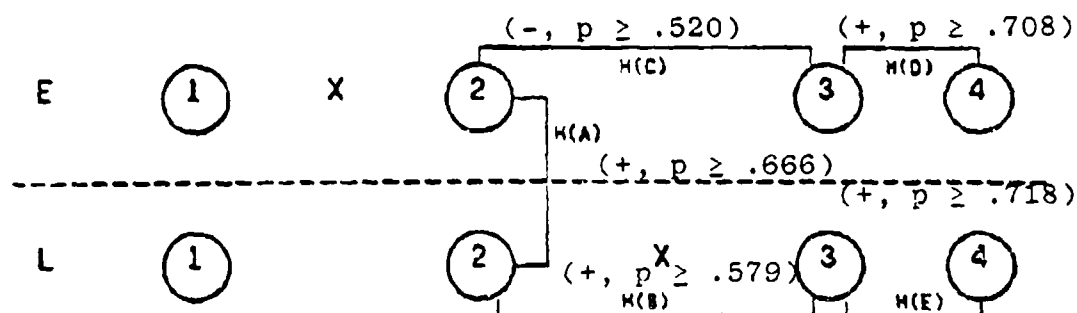 (-, p ≥ .520) (+, p ≥ .708)
H(C) H(D)
E 1 X 2 3 4
H(A)
(+, p ≥ .666)
(+, p ≥ .718)
L 1 2 X 3 4
(+, p ≥ .579)
H(B) H(E)